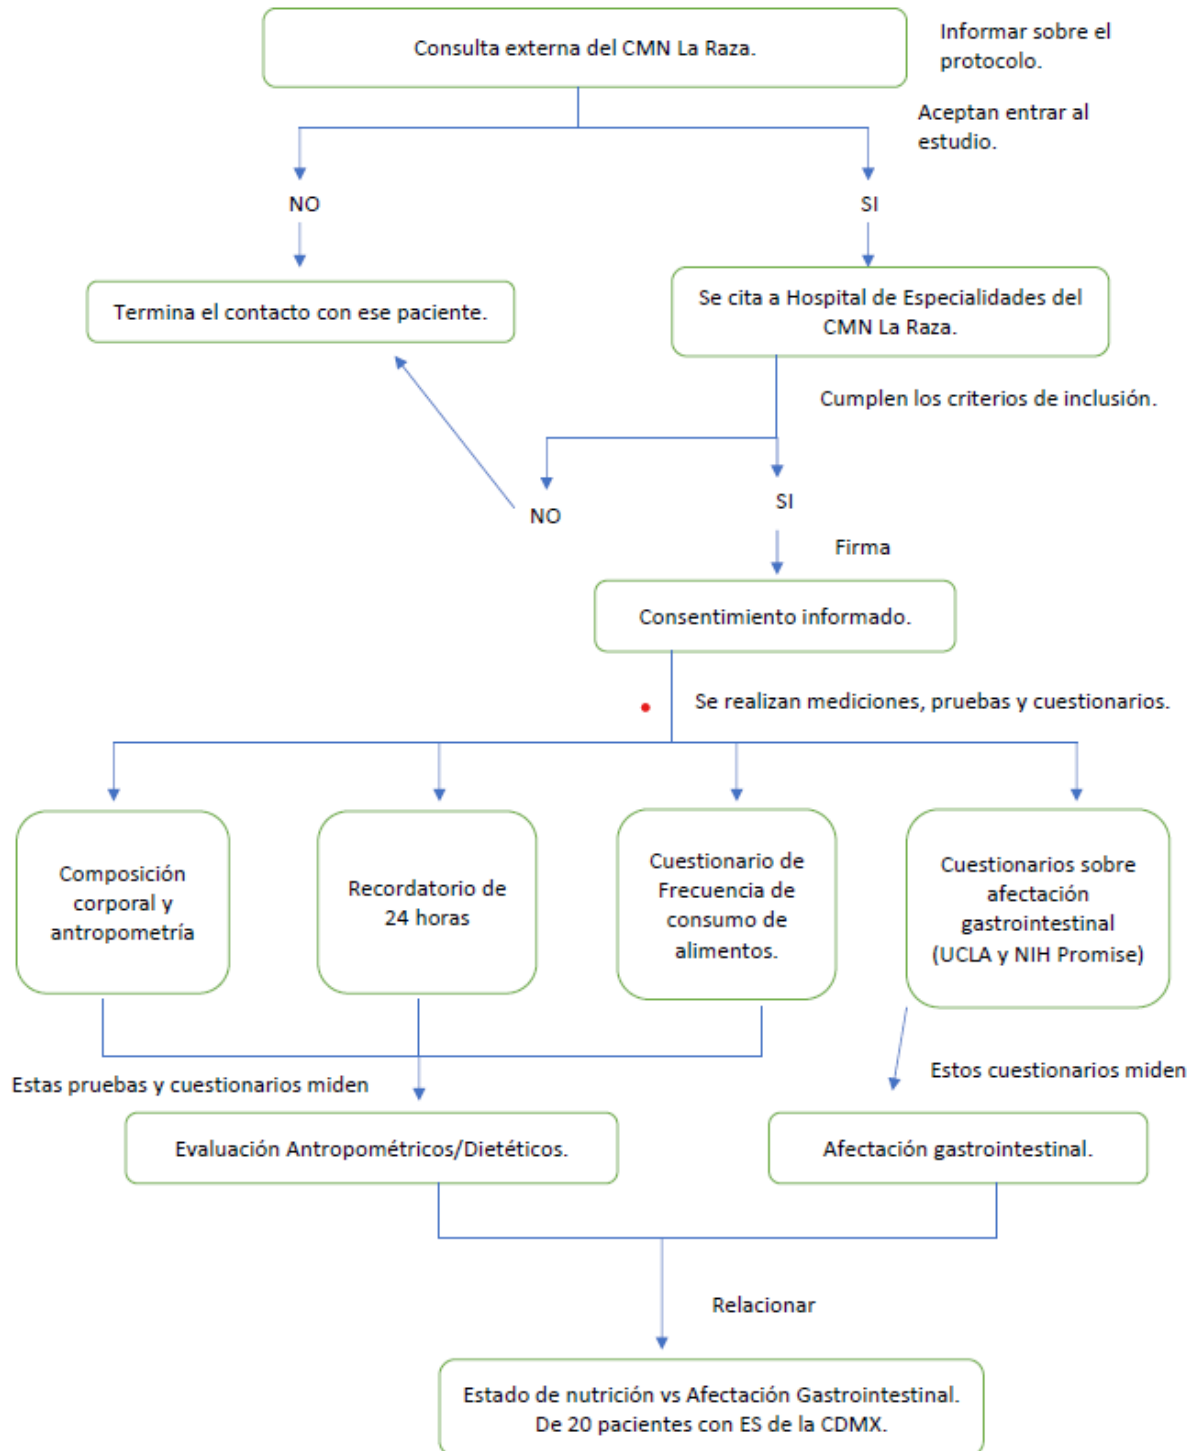 Consulta externa del CMN La Raza.
Informar sobre el
protocolo.
Aceptan entrar al
estudio.
NO
SI
Termina el contacto con ese paciente.
Se cita a Hospital de Especialidades del
CMN La Raza.
Cumplen los criterios de inclusión.
NO
SI
Firma
Consentimiento informado.
Se realizan mediciones, pruebas y cuestionarios.
Composición
corporal y
antropometría
Recordatorio de
24 horas
Cuestionario de
Frecuencia de
consumo de
alimentos.
Cuestionarios sobre
afectación
gastrointestinal
(UCLA y NIH Promise)
Estas pruebas y cuestionarios miden
Estos cuestionarios miden
Evaluación Antropométricos/Dietéticos.
Afectación gastrointestinal.
Relacionar
Estado de nutrición vs Afectación Gastrointestinal.
De 20 pacientes con ES de la CDMX.